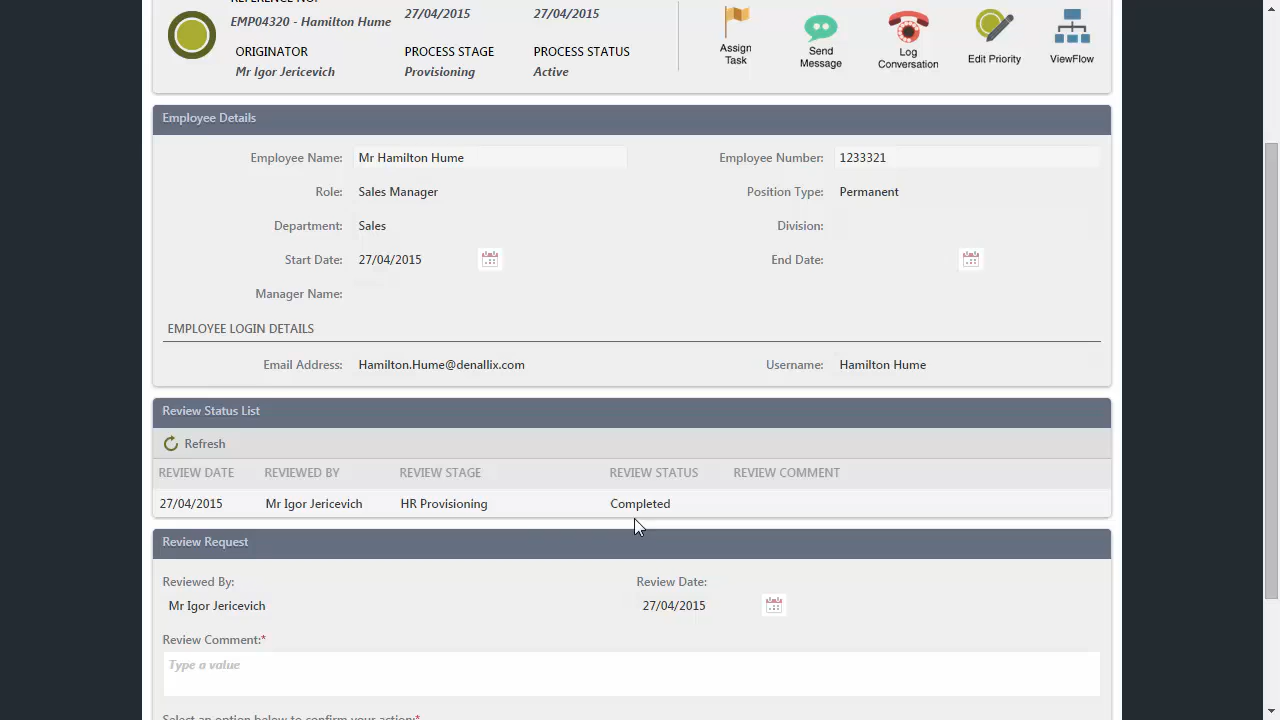 REFERENCE NO.
EMP04320 - Hamilton Hume
27/04/2015
27/04/2015
ORIGINATOR
PROCESS STAGE
PROCESS STATUS
Mr Igor Jericevich
Provisioning
Active
Assign
Task
Send
Message
Log
Conversation
Edit Priority
ViewFlow
Employee Details
Employee Name: Mr Hamilton Hume
Employee Number: 1233321
Role: Sales Manager
Position Type: Permanent
Department: Sales
Division:
Start Date: 27/04/2015
End Date:
Manager Name:
EMPLOYEE LOGIN DETAILS
Email Address: Hamilton.Hume@denallix.com
Username: Hamilton Hume
Review Status List
Refresh
REVIEW DATE REVIEWED BY REVIEW STAGE REVIEW STATUS REVIEW COMMENT
27/04/2015 Mr Igor Jericevich HR Provisioning Completed
Review Request
Reviewed By:
Review Date:
Mr Igor Jericevich
27/04/2015
Review Comment:*
Type a value
Select an option below to confirm your action:*